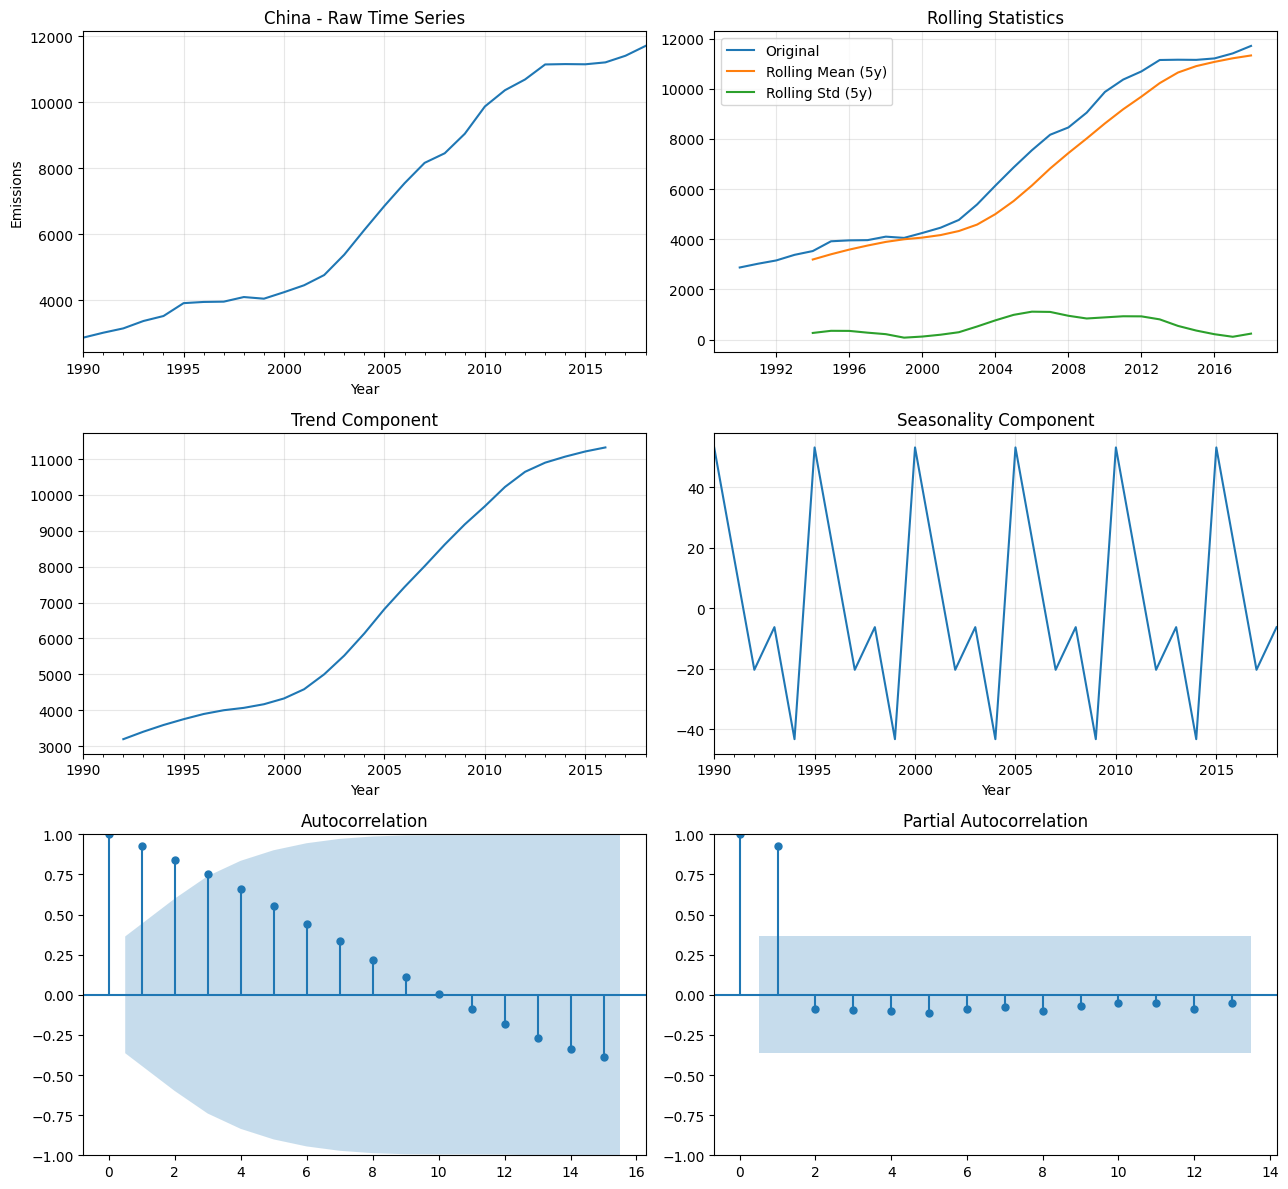 China - Raw Time Series
12000
10000
8000
6000
4000
Emissions
1990 1995 2000 2005 2010 2015
Year
Rolling Statistics
Original
Rolling Mean (5y)
Rolling Std (5y)
12000
10000
8000
6000
4000
2000
0
1992 1996 2000 2004 2008 2012 2016
Trend Component
11000
10000
9000
8000
7000
6000
5000
4000
3000
1990 1995 2000 2005 2010 2015
Year
Seasonality Component
40
20
0
−20
−40
1990 1995 2000 2005 2010 2015
Year
Autocorrelation
1.00
0.75
0.50
0.25
0.00
−0.25
−0.50
−0.75
−1.00
0 2 4 6 8 10 12 14 16
Partial Autocorrelation
1.00
0.75
0.50
0.25
0.00
−0.25
−0.50
−0.75
−1.00
0 2 4 6 8 10 12 14